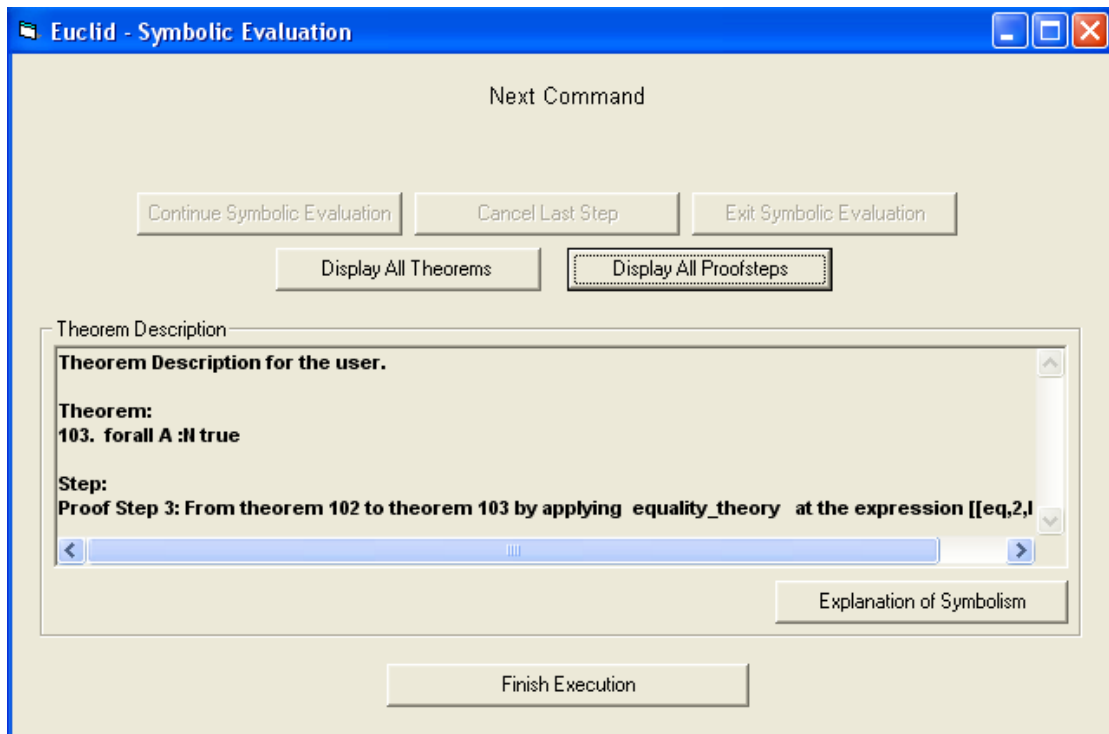 Euclid - Symbolic Evaluation
Next Command
Continue Symbolic Evaluation Cancel Last Step Exit Symbolic Evaluation
Display All Theorems Display All Proofsteps
Theorem Description
Theorem Description for the user.
Theorem:
103. forall A :N true
Step:
Proof Step 3: From theorem 102 to theorem 103 by applying equality_theory at the expression [[eq,2,
Explanation of Symbolism
Finish Execution